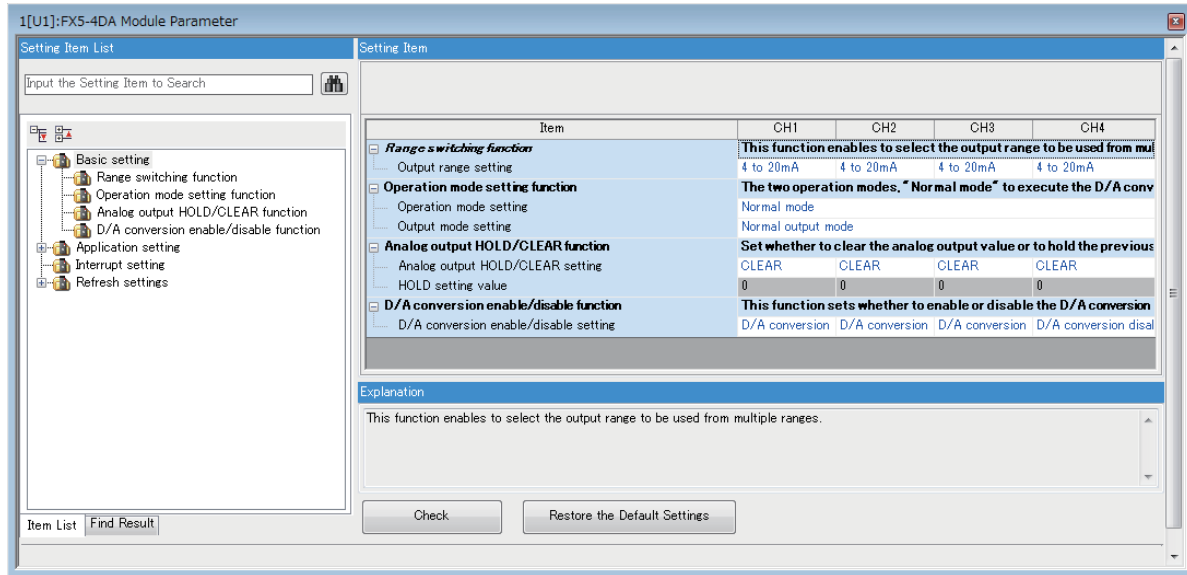 1[U1]:FX5-4DA Module Parameter
Setting Item List
Input the Setting Item to Search
Basic setting
Range switching function
Operation mode setting function
Analog output HOLD/CLEAR function
D/A conversion enable/disable function
Application setting
Interrupt setting
Refresh settings
Item List Find Result
Setting Item
Item CH1 CH2 CH3 CH4
Range switching function This function enables to select the output range to be used from mul
Output range setting 4 to 20mA 4 to 20mA 4 to 20mA 4 to 20mA
Operation mode setting function The two operation modes, "Normal mode" to execute the D/A conv
Operation mode setting Normal mode
Output mode setting Normal output mode
Analog output HOLD/CLEAR function Set whether to clear the analog output value or to hold the previous
Analog output HOLD/CLEAR setting CLEAR CLEAR CLEAR CLEAR
HOLD setting value 0 0 0 0
D/A conversion enable/disable function This function sets whether to enable or disable the D/A conversion
D/A conversion enable/disable setting D/A conversion D/A conversion D/A conversion D/A conversion disal
Explanation
This function enables to select the output range to be used from multiple ranges.
Check Restore the Default Settings